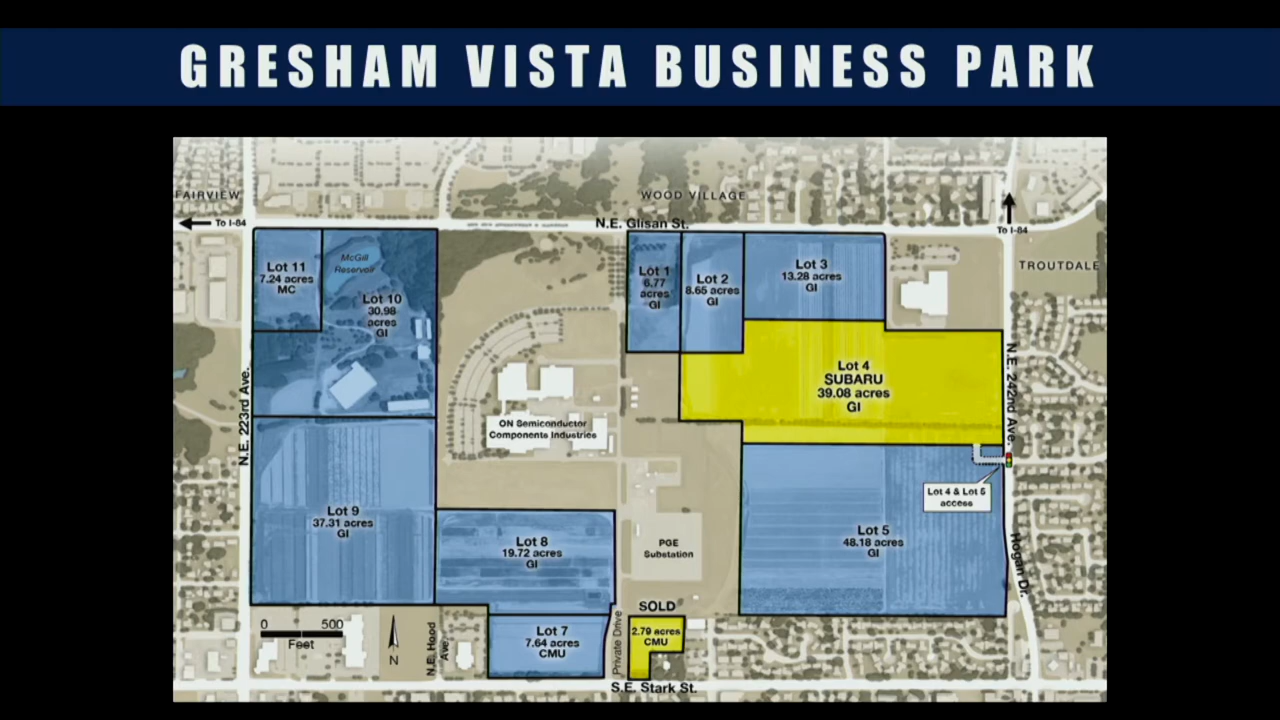 GRESHAM VISTA BUSINESS PARK
FAIRVIEW
WOOD VILLAGE
To I-84
N.E. Glisan St.
To I-84
TROUTDALE
McGill
Reservoir
Lot 11
7.24 acres
MC
Lot 10
30.98
acres
GI
Lot 1
6.77
acres
GI
Lot 2
8.65 acres
GI
Lot 3
13.28 acres
GI
Lot 4
SUBARU
39.08 acres
GI
N.E. 223rd Ave.
N.E. 242nd Ave.
ON Semiconductor
Components Industries
Lot 4 & Lot 5
access
Lot 9
37.31 acres
GI
Lot 8
19.72 acres
GI
PGE
Substation
Lot 5
48.18 acres
GI
Hogan Dr.
SOLD
2.79 acres
CMU
Lot 7
7.64 acres
CMU
Private Drive
0 500
Feet
N
N.E. Hood
Ave
S.E. Stark St.